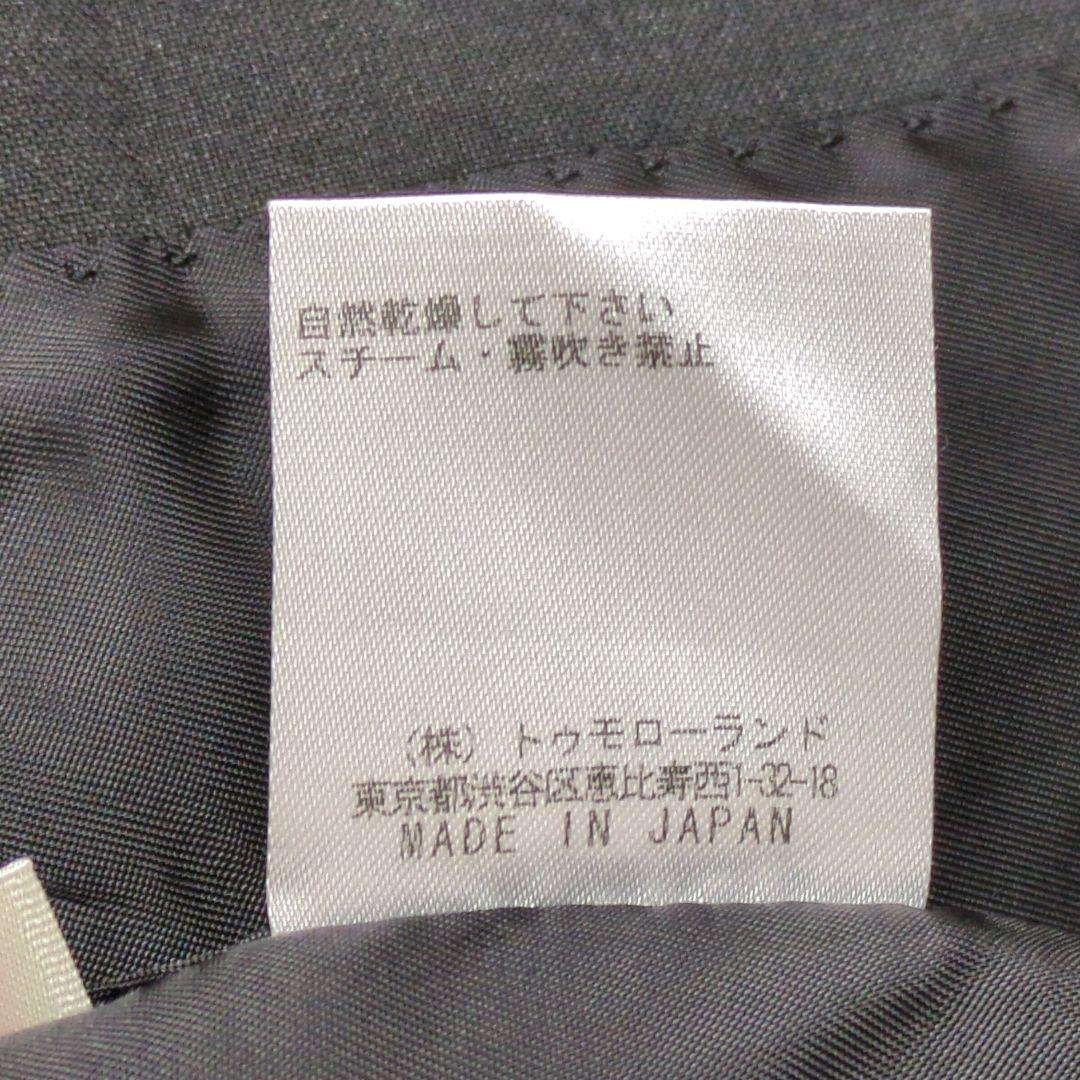 自然乾燥して下さい
スチーム・霧吹き禁止
(株) トゥモローランド
東京都渋谷区恵比寿西1-32-18
MADE IN JAPAN